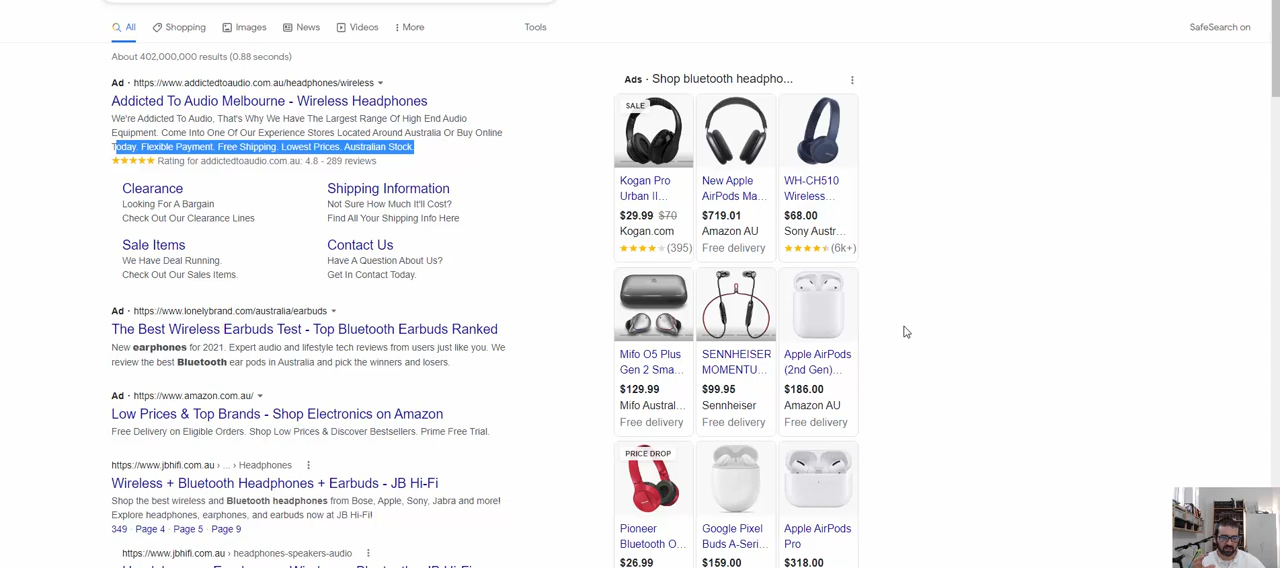 All
Shopping
Images
News
Videos
More
Tools
SafeSearch on
About 402,000,000 results (0.88 seconds)
Ad · https://www.addictedtoaudio.com.au/headphones/wireless
Addicted To Audio Melbourne - Wireless Headphones
We're Addicted To Audio, That's Why We Have The Largest Range Of High End Audio
Equipment. Come Into One Of Our Experience Stores Located Around Australia Or Buy Online
Today. Flexible Payment. Free Shipping. Lowest Prices. Australian Stock.
Rating for addictedtoaudio.com.au: 4.8 - 289 reviews
Clearance
Looking For A Bargain
Check Out Our Clearance Lines
Shipping Information
Not Sure How Much It'll Cost?
Find All Your Shipping Info Here
Sale Items
We Have Deal Running.
Check Out Our Sales Items.
Contact Us
Have A Question About Us?
Get In Contact Today.
Ad · https://www.lonelybrand.com/australia/earbuds
The Best Wireless Earbuds Test - Top Bluetooth Earbuds Ranked
New earphones for 2021. Expert audio and lifestyle tech reviews from users just like you. We
review the best Bluetooth ear pods in Australia and pick the winners and losers.
Ad · https://www.amazon.com.au/
Low Prices & Top Brands - Shop Electronics on Amazon
Free Delivery on Eligible Orders. Shop Low Prices & Discover Bestsellers. Prime Free Trial.
https://www.jbhifi.com.au › ... › Headphones
Wireless + Bluetooth Headphones + Earbuds - JB Hi-Fi
Shop the best wireless and Bluetooth headphones from Bose, Apple, Sony, Jabra and more!
Explore headphones, earphones, and earbuds now at JB Hi-Fi!
349 · Page 4 · Page 5 · Page 9
https://www.jbhifi.com.au › headphones-speakers-audio
Ads · Shop bluetooth headpho...
SALE
Kogan Pro
Urban II...
$29.99 $70
Kogan.com
(395)
New Apple
AirPods Ma...
$719.01
Amazon AU
Free delivery
WH-CH510
Wireless...
$68.00
Sony Austr...
(6k+)
Mifo O5 Plus
Gen 2 Sma...
$129.99
Mifo Austral...
Free delivery
SENNHEISER
MOMENTU...
$99.95
Sennheiser
Free delivery
Apple AirPods
(2nd Gen)...
$186.00
Amazon AU
Free delivery
PRICE DROP
Pioneer
Bluetooth O...
$26.99
Google Pixel
Buds A-Seri...
$159.00
Apple AirPods
Pro
$318.00